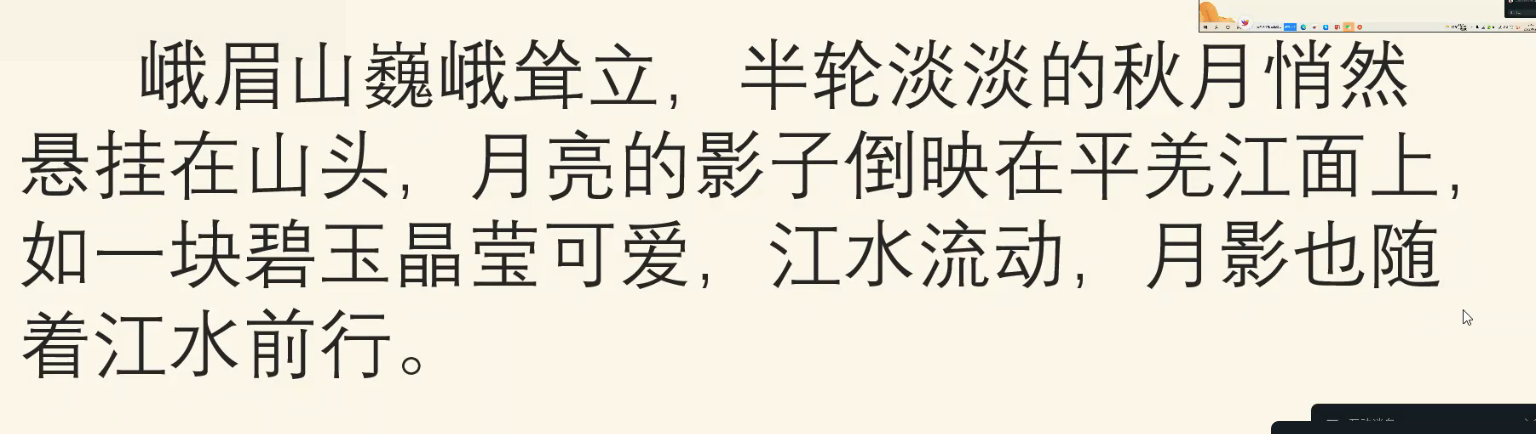 峨眉山巍峨耸立，半轮淡淡的秋月悄然
悬挂在山头，月亮的影子倒映在平羌江面上，
如一块碧玉晶莹可爱，江水流动，月影也随
着江水前行。